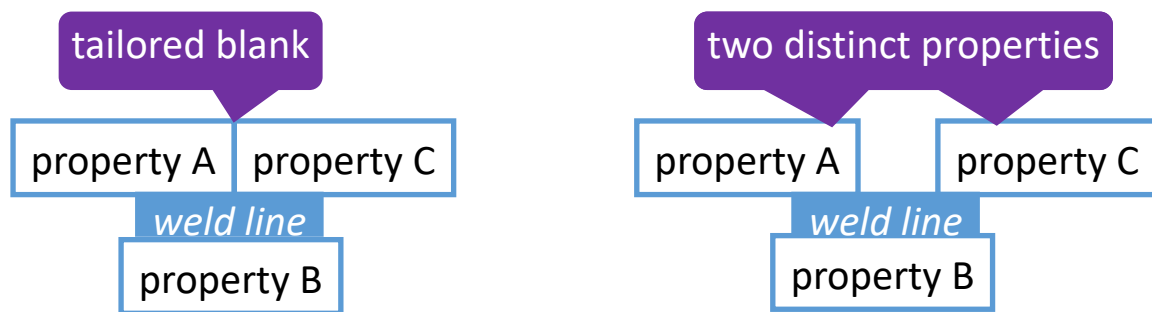 tailored blank
two distinct properties
property A
property C
property A
property C
weld line
weld line
property B
property B